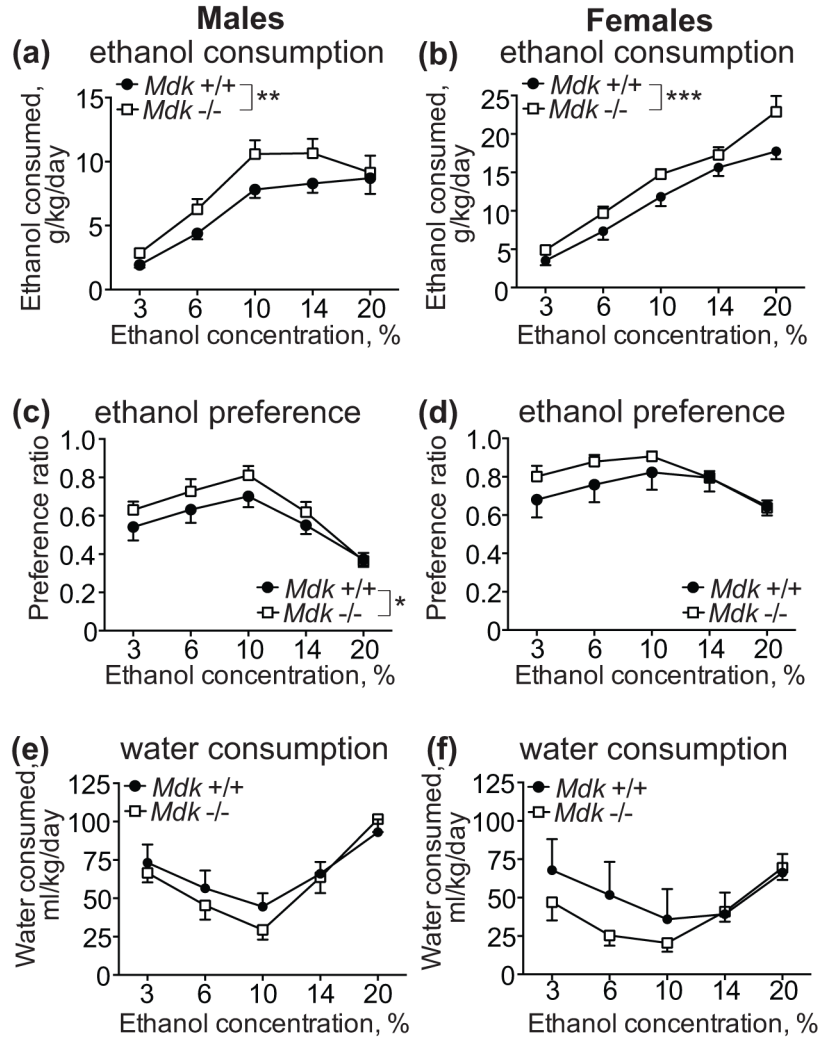 Males
Females
(a) ethanol consumption
(b) ethanol consumption
Mdk +/+
Mdk -/-
**
Ethanol consumed,
g/kg/day
15
10
5
0
3 6 10 14 20
Ethanol concentration, %
Mdk +/+
Mdk -/-
***
Ethanol consumed,
g/kg/day
25
20
15
10
5
0
3 6 10 14 20
Ethanol concentration, %
(c) ethanol preference
(d) ethanol preference
Preference ratio
1.0
0.8
0.6
0.4
0.2
0
Mdk +/+
Mdk -/-
*
3 6 10 14 20
Ethanol concentration, %
Preference ratio
1.0
0.8
0.6
0.4
0.2
0
Mdk +/+
Mdk -/-
3 6 10 14 20
Ethanol concentration, %
(e) water consumption
(f) water consumption
Water consumed,
ml/kg/day
125
100
75
50
25
0
Mdk +/+
Mdk -/-
3 6 10 14 20
Ethanol concentration, %
Water consumed,
ml/kg/day
125
100
75
50
25
0
Mdk +/+
Mdk -/-
3 6 10 14 20
Ethanol concentration, %